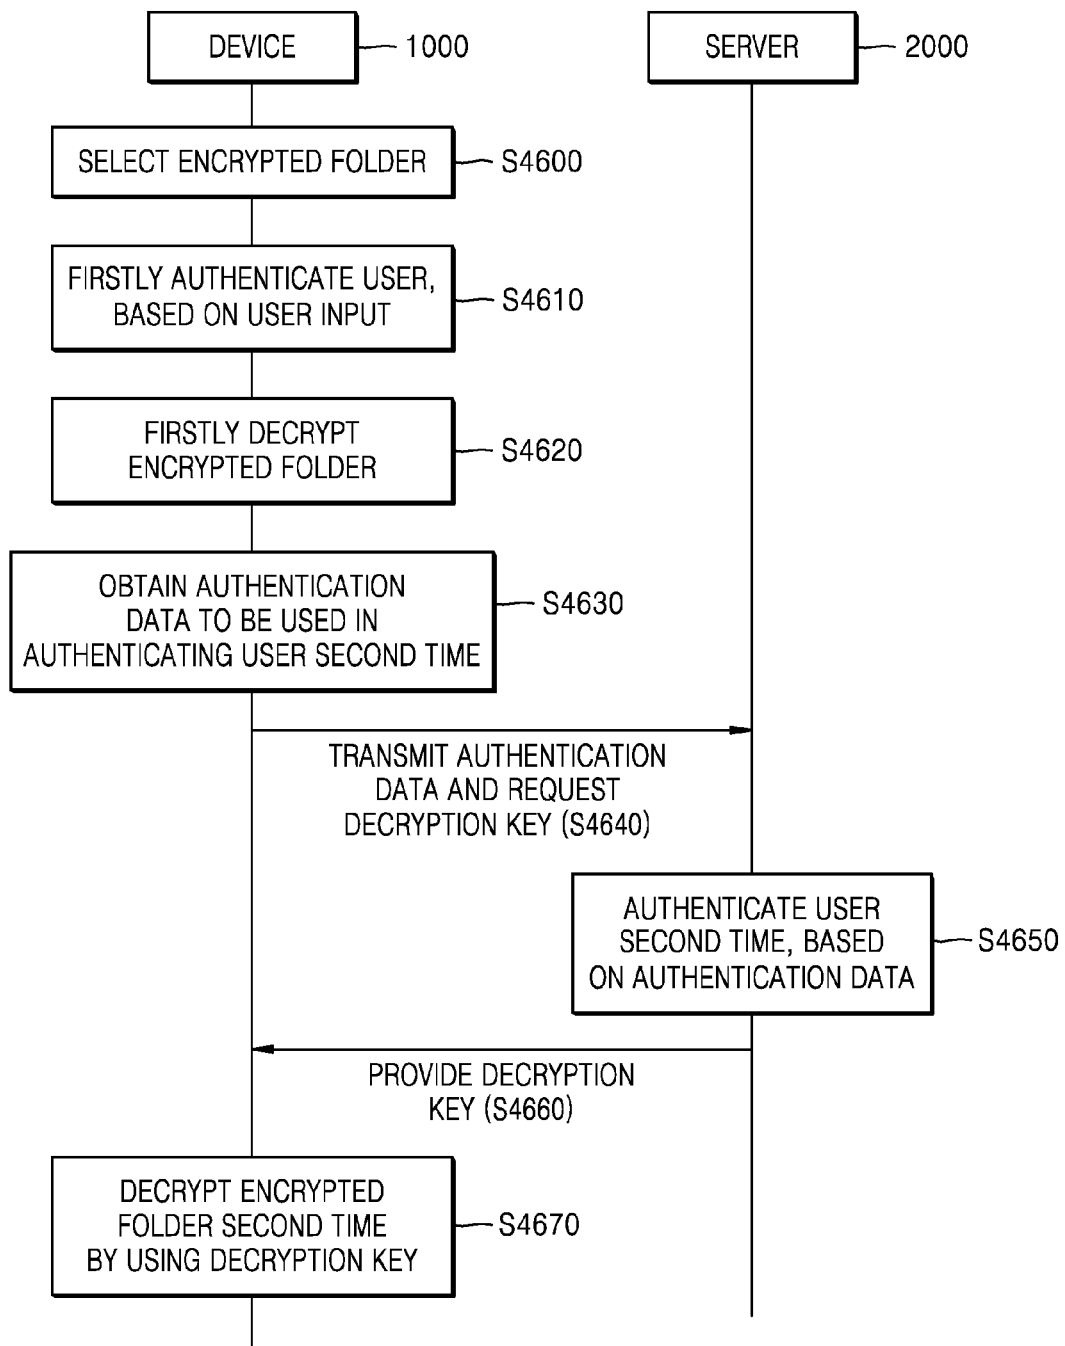 DEVICE
1000
SERVER
2000
SELECT ENCRYPTED FOLDER
S4600
FIRSTLY AUTHENTICATE USER,
BASED ON USER INPUT
S4610
FIRSTLY DECRYPT
ENCRYPTED FOLDER
S4620
OBTAIN AUTHENTICATION
DATA TO BE USED IN
AUTHENTICATING USER SECOND TIME
S4630
TRANSMIT AUTHENTICATION
DATA AND REQUEST
DECRYPTION KEY (S4640)
AUTHENTICATE USER
SECOND TIME, BASED
ON AUTHENTICATION DATA
S4650
PROVIDE DECRYPTION
KEY (S4660)
DECRYPT ENCRYPTED
FOLDER SECOND TIME
BY USING DECRYPTION KEY
S4670